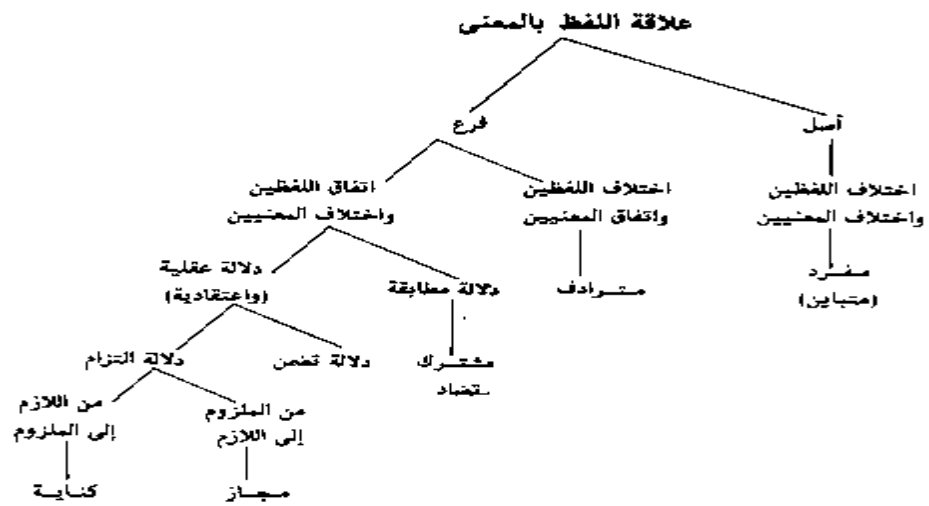 علاقة اللفظ بالمعنى
أصل
فرع
اختلاف اللفظين
واختلاف المعنيين
اختلاف اللفظين
واتفاق المعنيين
اتفاق اللفظين
واختلاف المعنيين
مفرد
(متباين)
مترادف
دلالة مطابقة
دلالة عقلية
(واعتقادية)
مشترك
تضاد
دلالة تضمن
دلالة التزام
من الملزوم
إلى اللازم
من اللازم
إلى الملزوم
مجاز
كناية